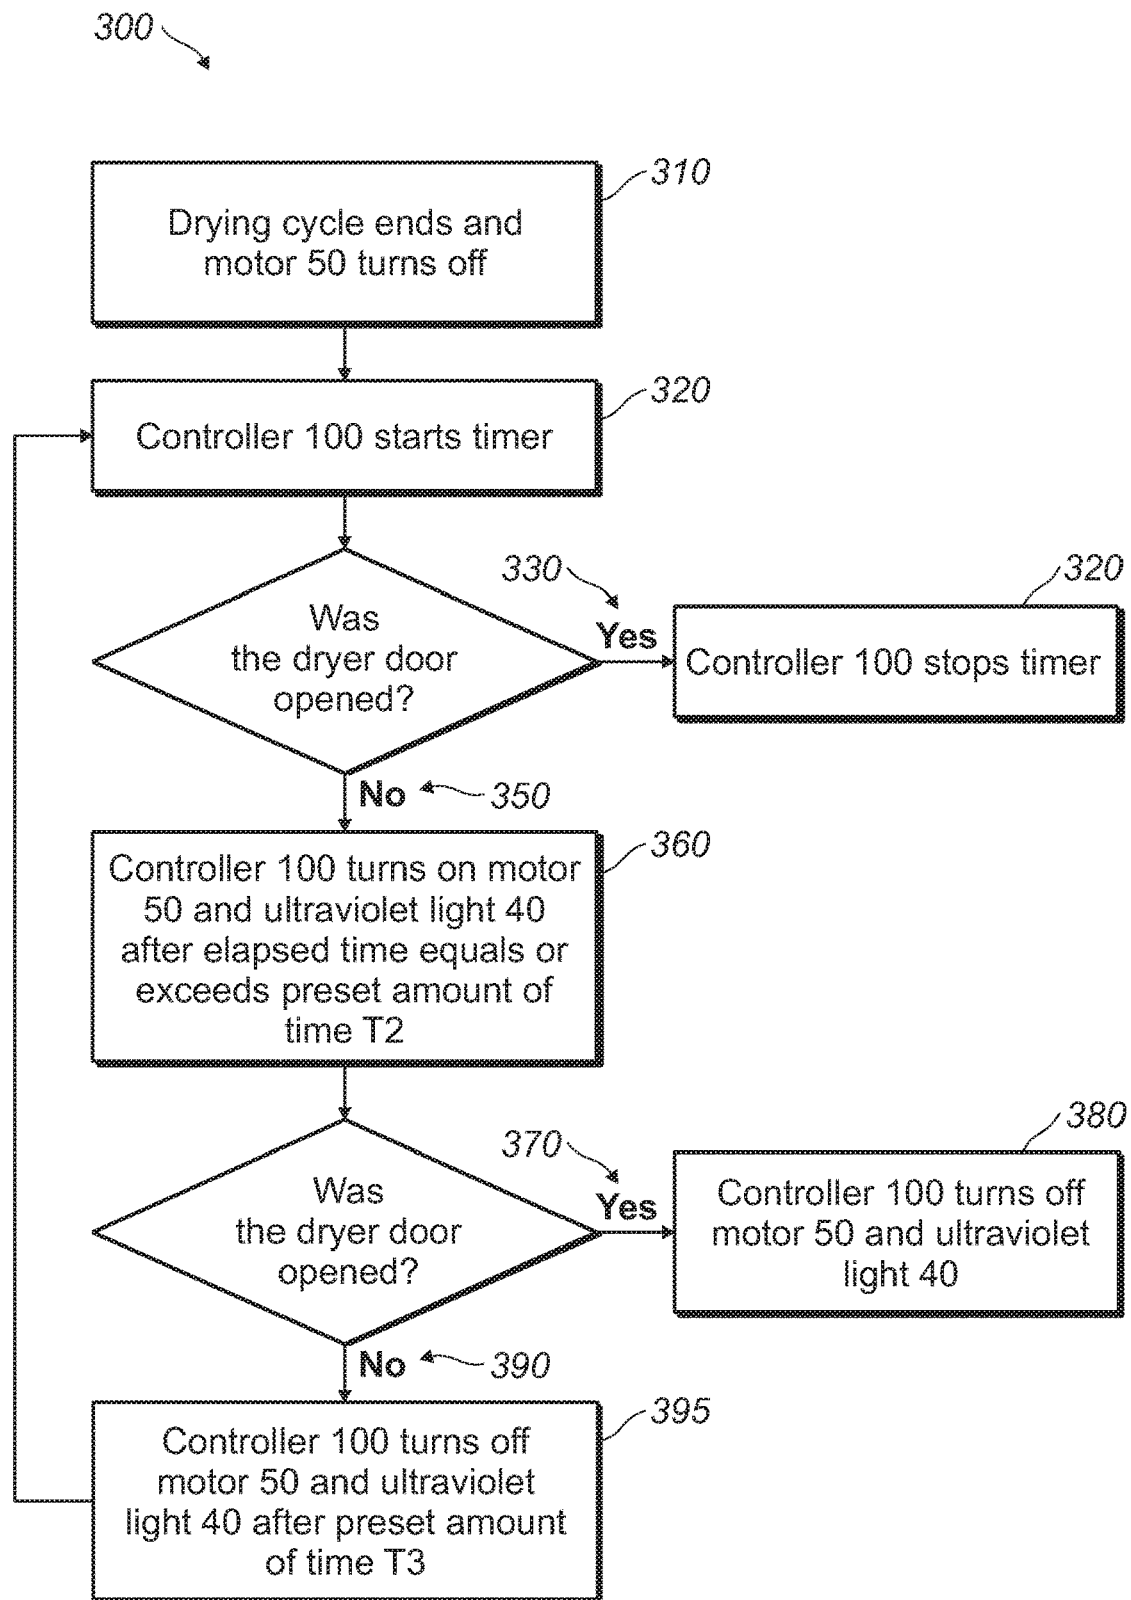 300
310
Drying cycle ends and
motor 50 turns off
320
Controller 100 starts timer
Was
the dryer door
opened?
330
Yes
320
Controller 100 stops timer
No
350
360
Controller 100 turns on motor
50 and ultraviolet light 40
after elapsed time equals or
exceeds preset amount of
time T2
Was
the dryer door
opened?
370
Yes
380
Controller 100 turns off
motor 50 and ultraviolet
light 40
No
390
395
Controller 100 turns off
motor 50 and ultraviolet
light 40 after preset amount
of time T3